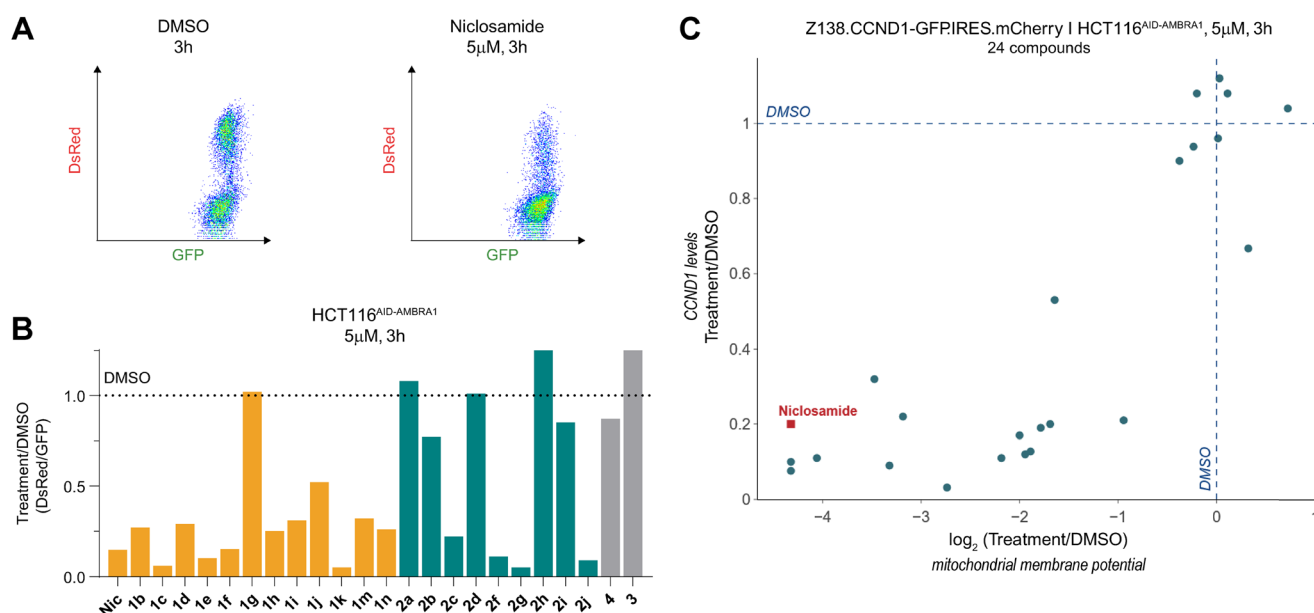 A
DMSO
3h
DsRed
GFP
Niclosamide
5μM, 3h
DsRed
GFP
B
HCT116AID-AMBRA1
5μM, 3h
Treatment/DMSO
(DsRed/GFP)
DMSO
1.0
0.5
0.0
Nic 1b 1c 1d 1e 1f 1g 1h 1i 1j 1k 1m 1n 2a 2b 2c 2d 2f 2g 2h 2i 2j 4 3
C
Z138.CCND1-GFP.IRES.mCherry I HCT116AID-AMBRA1, 5μM, 3h
24 compounds
CCND1 levels
Treatment/DMSO
DMSO
1
0.8
0.6
0.4
0.2
0
Niclosamide
DMSO
−4 −3 −2 −1 0 1
log2 (Treatment/DMSO)
mitochondrial membrane potential